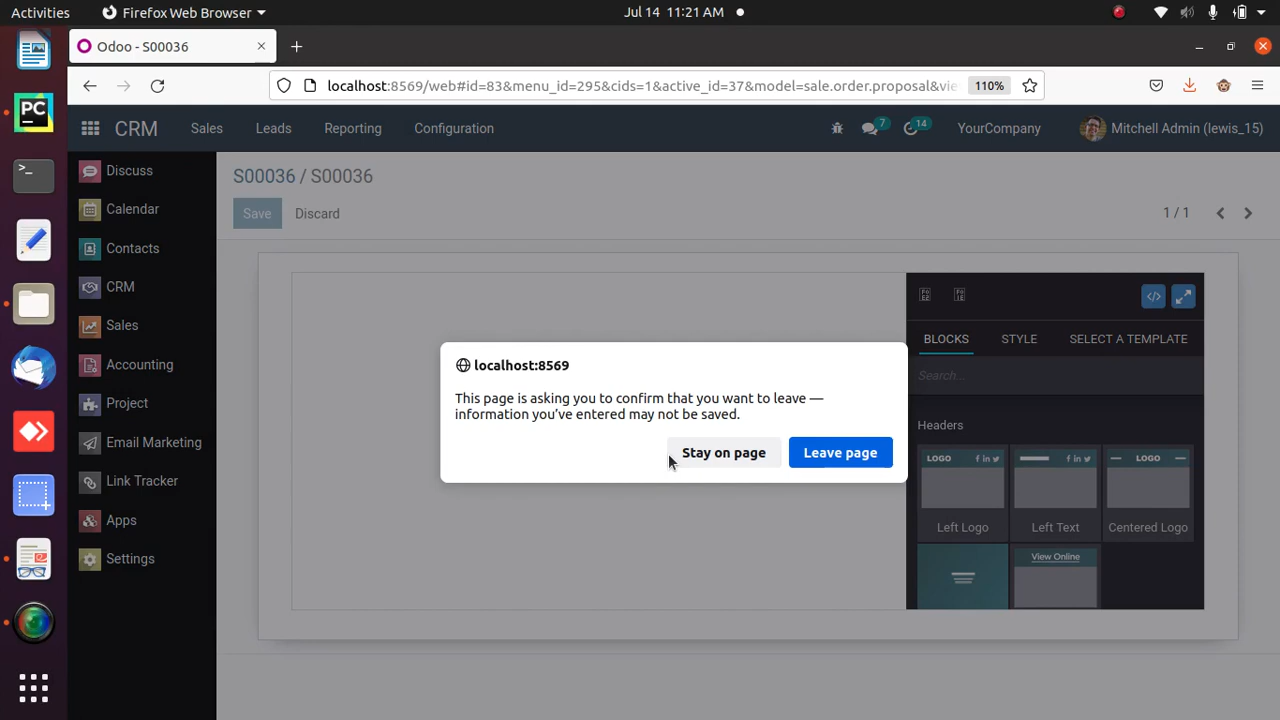 Activities
Firefox Web Browser
Jul 14 11:21 AM
Odoo - S00036
localhost:8569/web#id=83&menu_id=295&cids=1&active_id=37&model=sale.order.proposal&vie
110%
CRM
Sales
Leads
Reporting
Configuration
7
14
YourCompany
Mitchell Admin (lewis_15)
PC
Discuss
Calendar
Contacts
CRM
Sales
Accounting
Project
Email Marketing
Link Tracker
Apps
Settings
S00036 / S00036
Save
Discard
1 / 1
BLOCKS
STYLE
SELECT A TEMPLATE
Search...
Headers
LOGO
LOGO
Left Logo
Left Text
Centered Logo
View Online
localhost:8569
This page is asking you to confirm that you want to leave —
information you've entered may not be saved.
Stay on page
Leave page